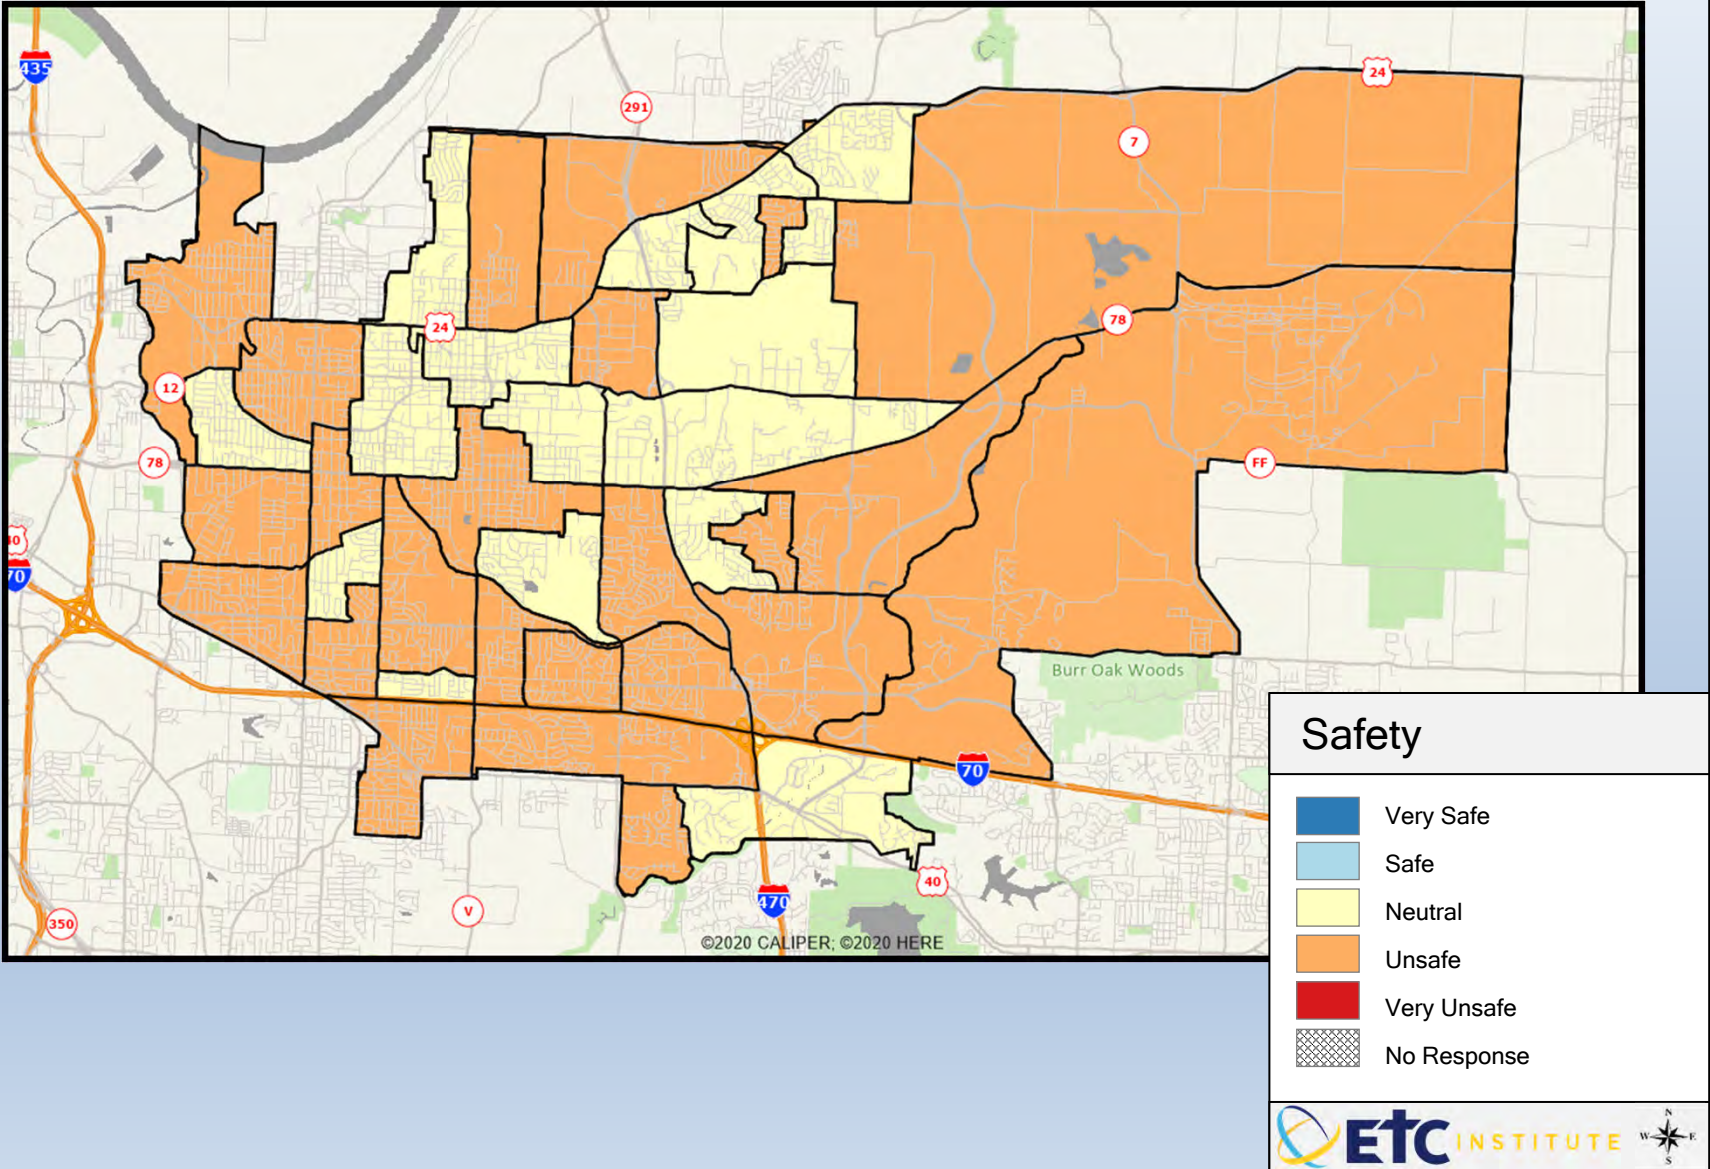 435
24
291
7
24
78
12
78
FF
40
70
Burr Oak Woods
70
40
470
V
350
©2020 CALIPER; ©2020 HERE
Safety
Very Safe
Safe
Neutral
Unsafe
Very Unsafe
No Response
ETC INSTITUTE
N
W E
S